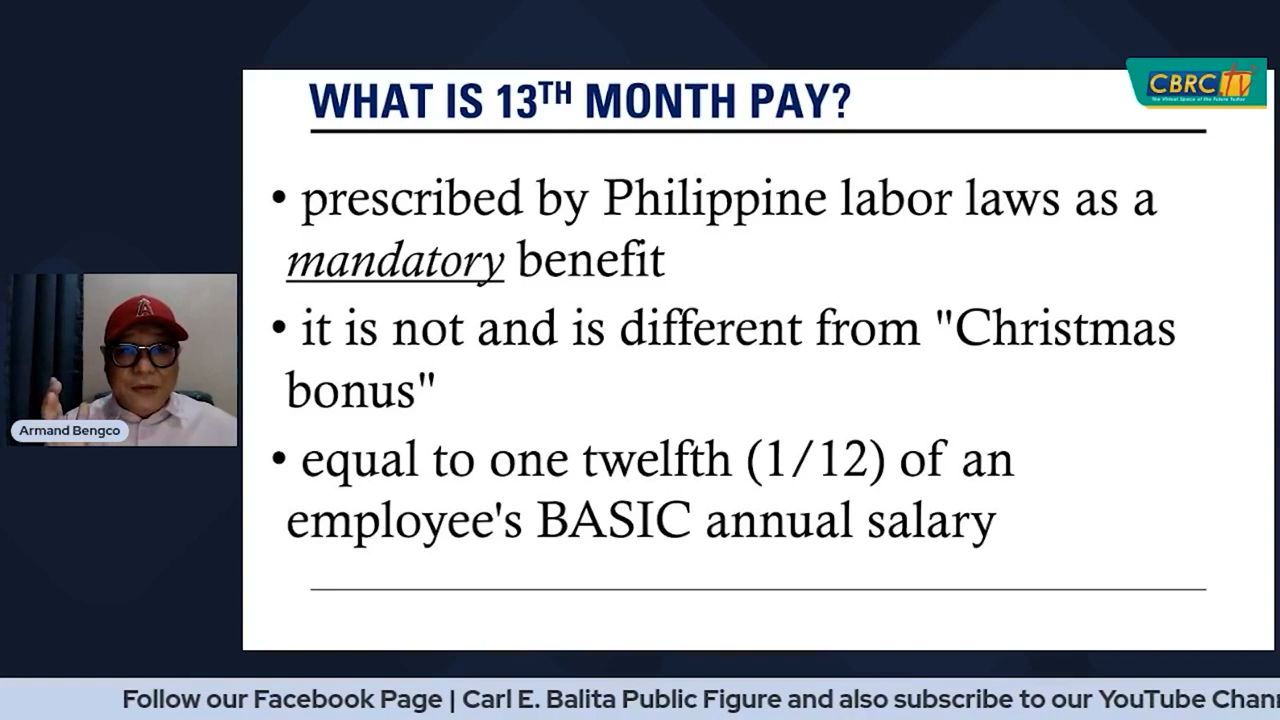 WHAT IS 13TH MONTH PAY?
CBRC tv
The Virtual Space of the Future Today
• prescribed by Philippine labor laws as a
mandatory benefit
• it is not and is different from "Christmas
bonus"
Armand Bengco
• equal to one twelfth (1/12) of an
employee's BASIC annual salary
Follow our Facebook Page | Carl E. Balita Public Figure and also subscribe to our YouTube Chan